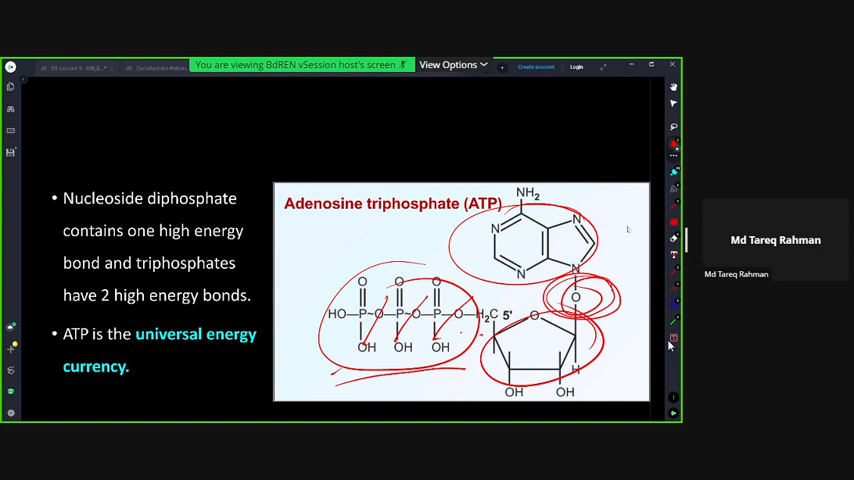 You are viewing BdREN vSession host's screen
View Options
Create account
Login
• Nucleoside diphosphate
contains one high energy
bond and triphosphates
have 2 high energy bonds.
• ATP is the universal energy
currency.
Adenosine triphosphate (ATP)
NH2
N
N
N
N
O
O O O
HO P~O P~O P O H2C 5' O
OH OH OH
H
OH OH
Md Tareq Rahman
Md Tareq Rahman